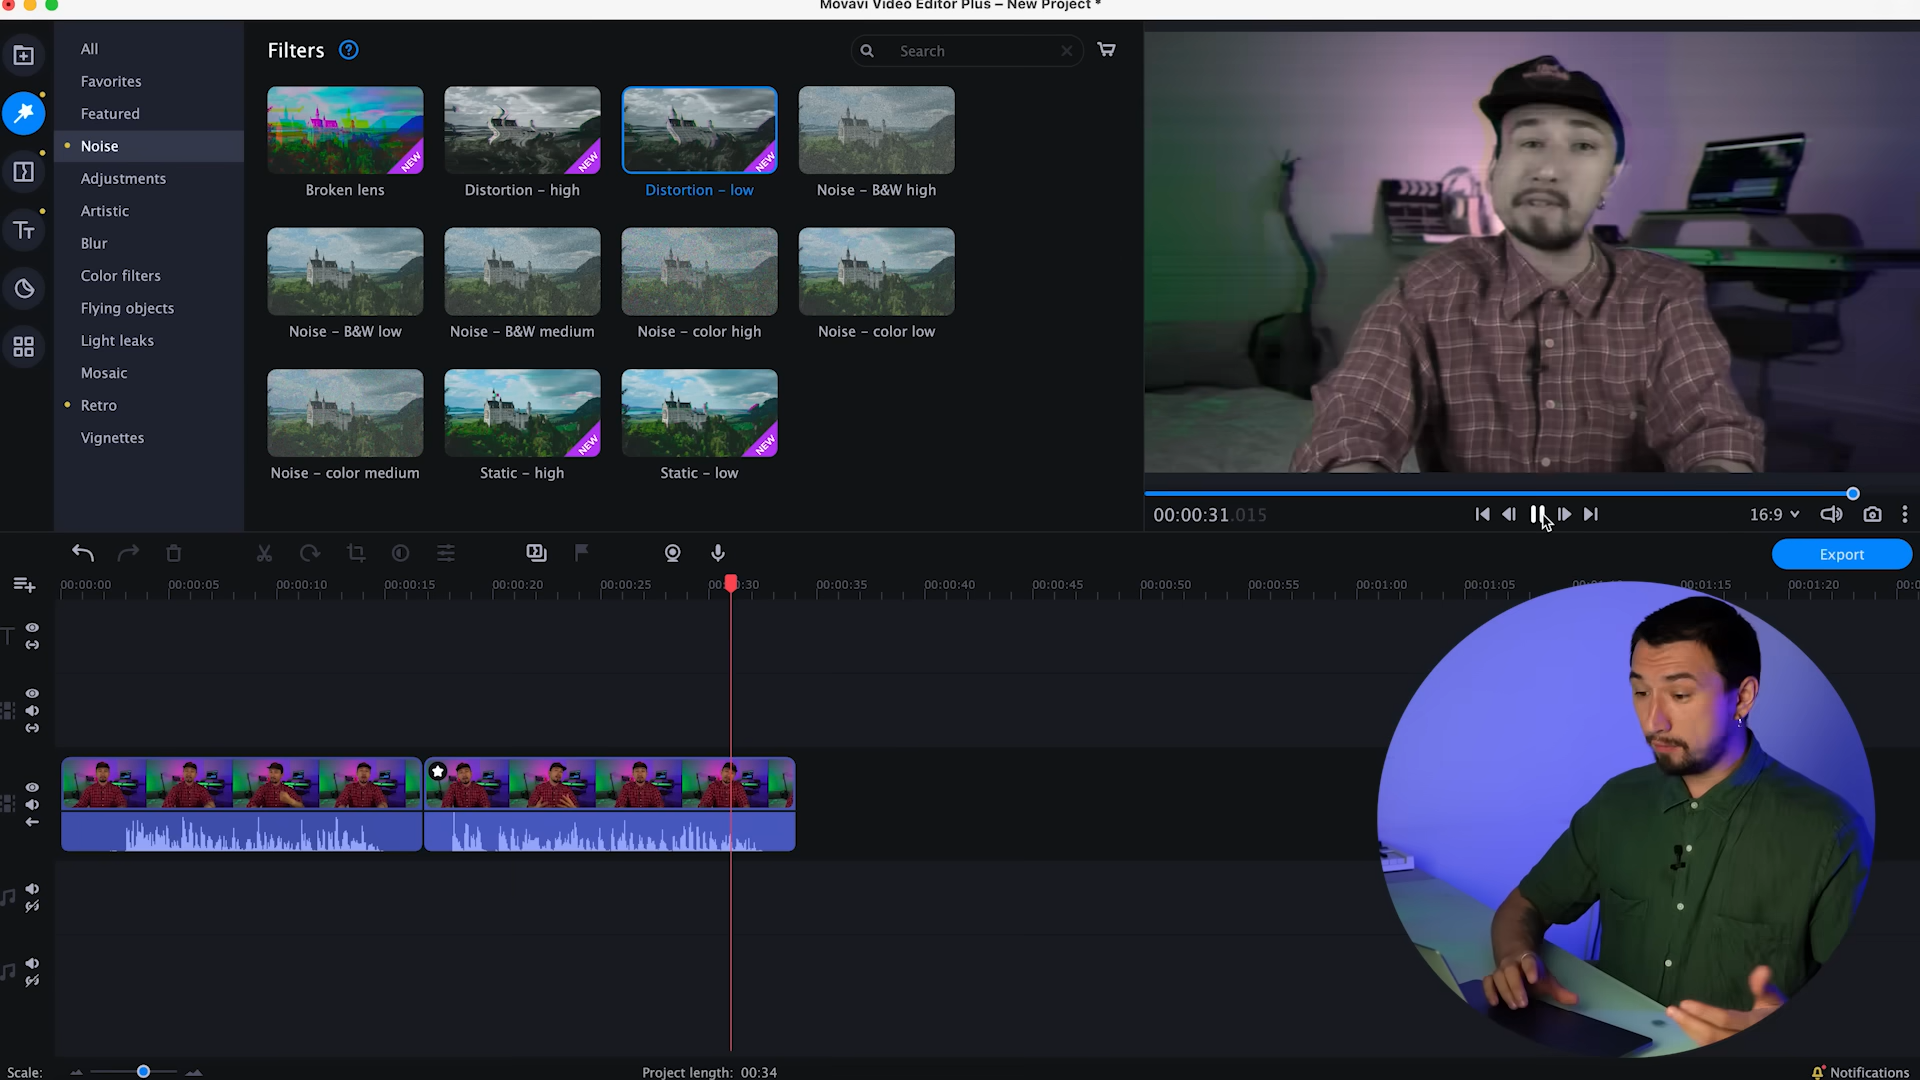 Movavi Video Editor Plus – New Project *
All
Favorites
Featured
Noise
Adjustments
Artistic
Blur
Color filters
Flying objects
Light leaks
Mosaic
Retro
Vignettes
Filters ?
Search
NEW
NEW
NEW
Broken lens
Distortion – high
Distortion – low
Noise – B&W high
Noise – B&W low
Noise – B&W medium
Noise – color high
Noise – color low
NEW
NEW
Noise – color medium
Static – high
Static – low
00:00:31.015
16:9
Export
00:00:00 00:00:05 00:00:10 00:00:15 00:00:20 00:00:25 00:00:30 00:00:35 00:00:40 00:00:45 00:00:50 00:00:55 00:01:00 00:01:05 00:01:15 00:01:20
Scale:
Project length: 00:34
Notifications